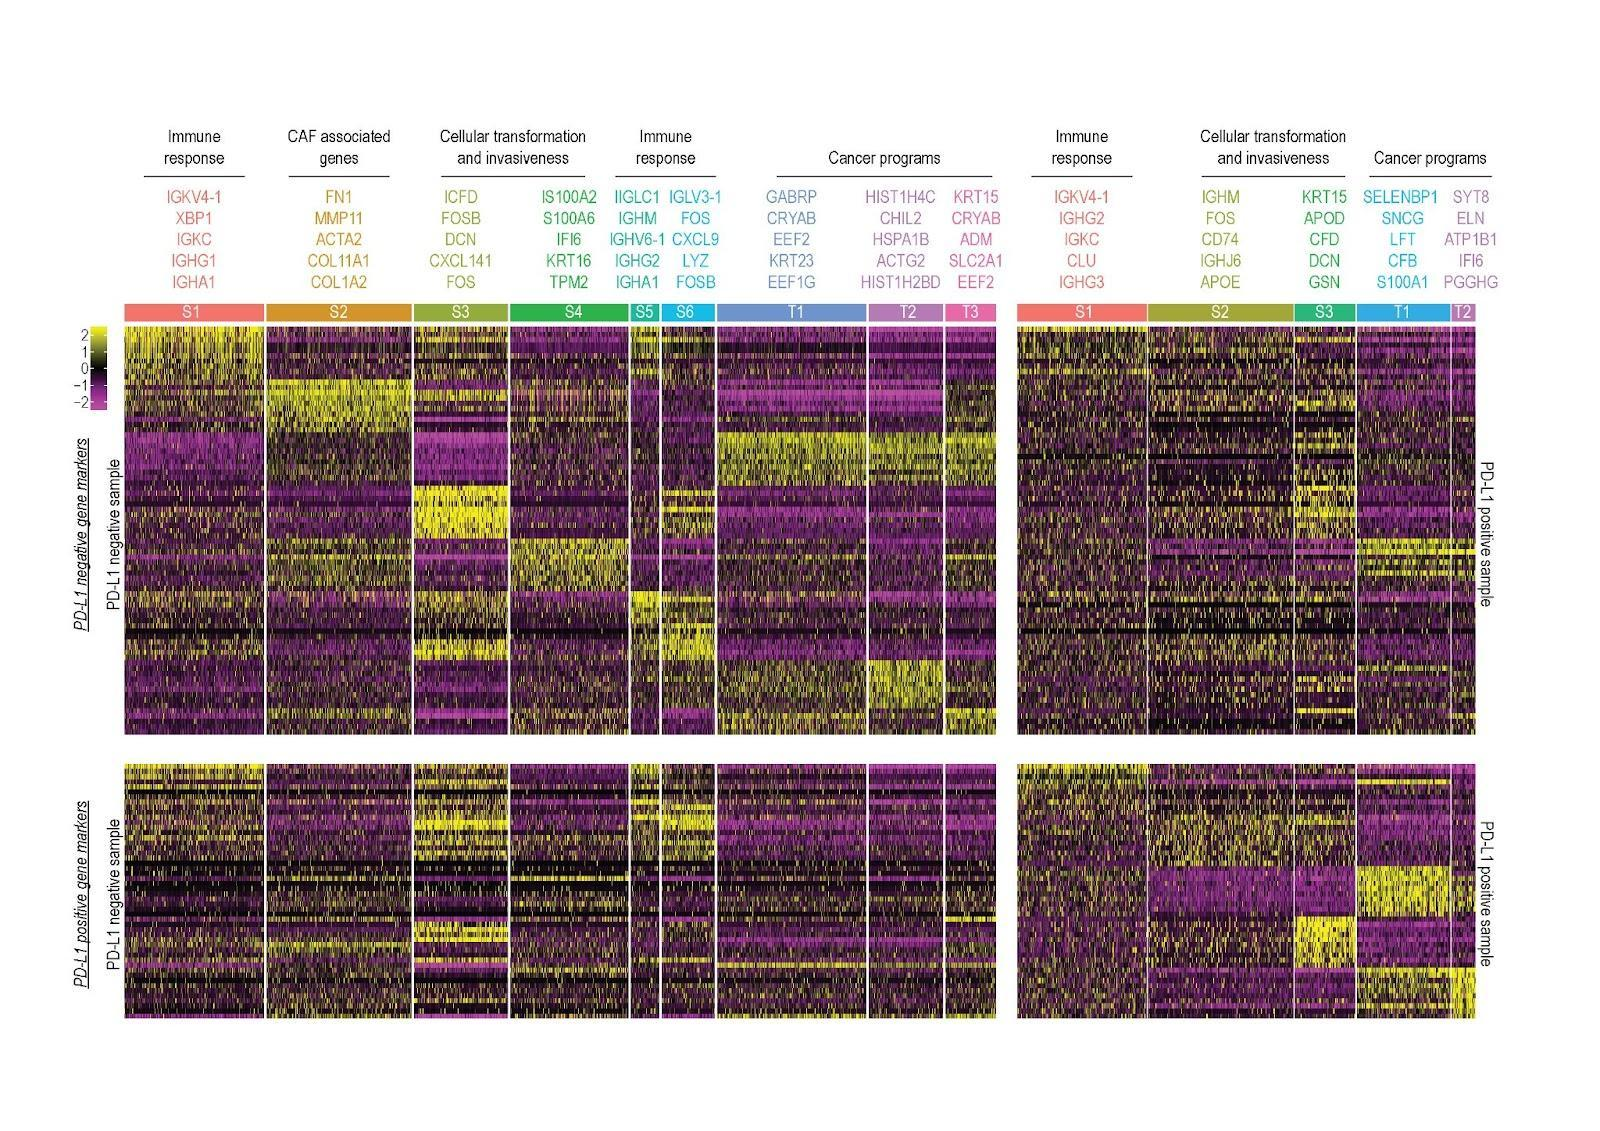 Immune CAF associated Cellular transformation Immune Immune Cellular transformation
response genes and invasiveness response Cancer programs response and invasiveness Cancer programs
IGKV4-1 FN1 ICFD IS100A2 IIGLC1 IGLV3-1 GABRP HIST1H4C KRT15 IGKV4-1 IGHM KRT15 SELENBP1 SYT8
XBP1 MMP11 FOSB S100A6 IGHM FOS CRYAB CHIL2 CRYAB IGHG2 FOS APOD SNCG ELN
IGKC ACTA2 DCN IFI6 IGHV6-1 CXCL9 EEF2 HSPA1B ADM IGKC CD74 CFD LFT ATP1B1
IGHG1 COL11A1 CXCL141 KRT16 IGHG2 LYZ KRT23 ACTG2 SLC2A1 CLU IGHJ6 DCN CFB IFI6
IGHA1 COL1A2 FOS TPM2 IGHA1 FOSB EEF1G HIST1H2BD EEF2 IGHG3 APOE GSN S100A1 PGGHG
S1 S2 S3 S4 S5 S6 T1 T2 T3 S1 S2 S3 T1 T2
2
1
0
-1
-2
PD-L1 negative gene markers
PD-L1 negative sample
PD-L1 positive sample
PD-L1 positive gene markers
PD-L1 negative sample
PD-L1 positive sample